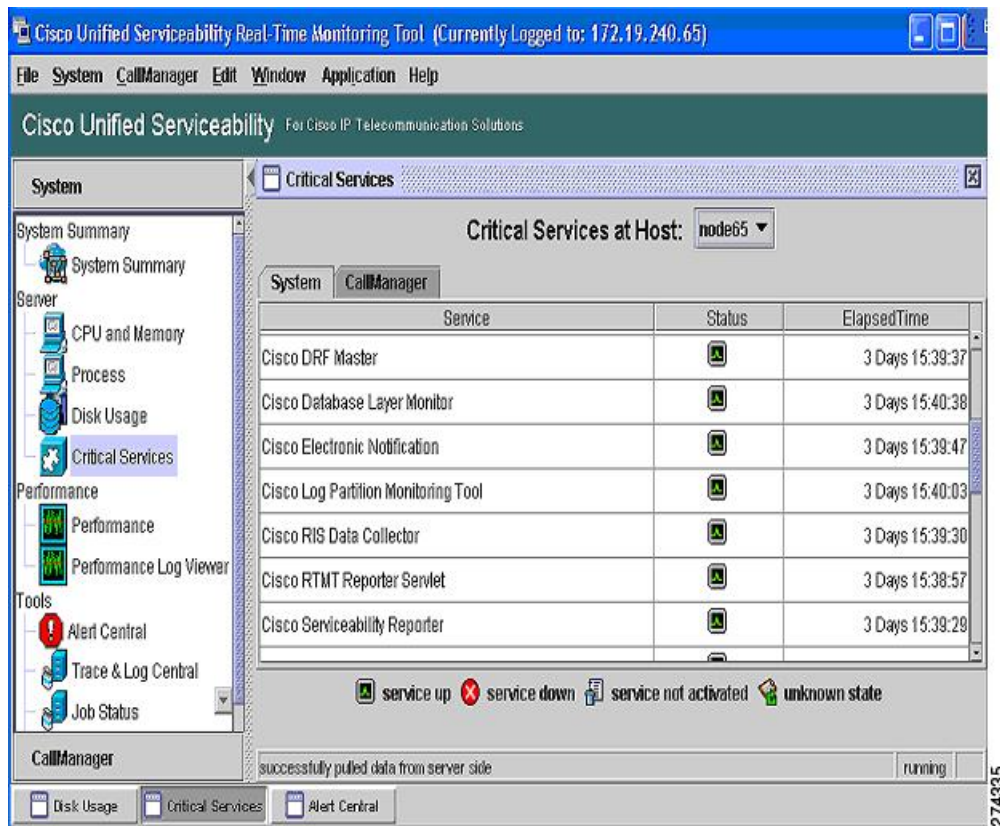 Cisco Unified Serviceability Real-Time Monitoring Tool (Currently Logged to: 172.19.240.65)
File System CallManager Edit Window Application Help
Cisco Unified Serviceability For Cisco IP Telecommunication Solutions
System
System Summary
System Summary
Server
CPU and Memory
Process
Disk Usage
Critical Services
Performance
Performance
Performance Log Viewer
Tools
Alert Central
Trace & Log Central
Job Status
CallManager
Critical Services
Critical Services at Host: node65
System CallManager
Service Status ElapsedTime
Cisco DRF Master 3 Days 15:39:37
Cisco Database Layer Monitor 3 Days 15:40:38
Cisco Electronic Notification 3 Days 15:39:47
Cisco Log Partition Monitoring Tool 3 Days 15:40:03
Cisco RIS Data Collector 3 Days 15:39:30
Cisco RTMT Reporter Servlet 3 Days 15:38:57
Cisco Serviceability Reporter 3 Days 15:39:29
service up service down service not activated unknown state
successfully pulled data from server side running
Disk Usage Critical Services Alert Central
274335